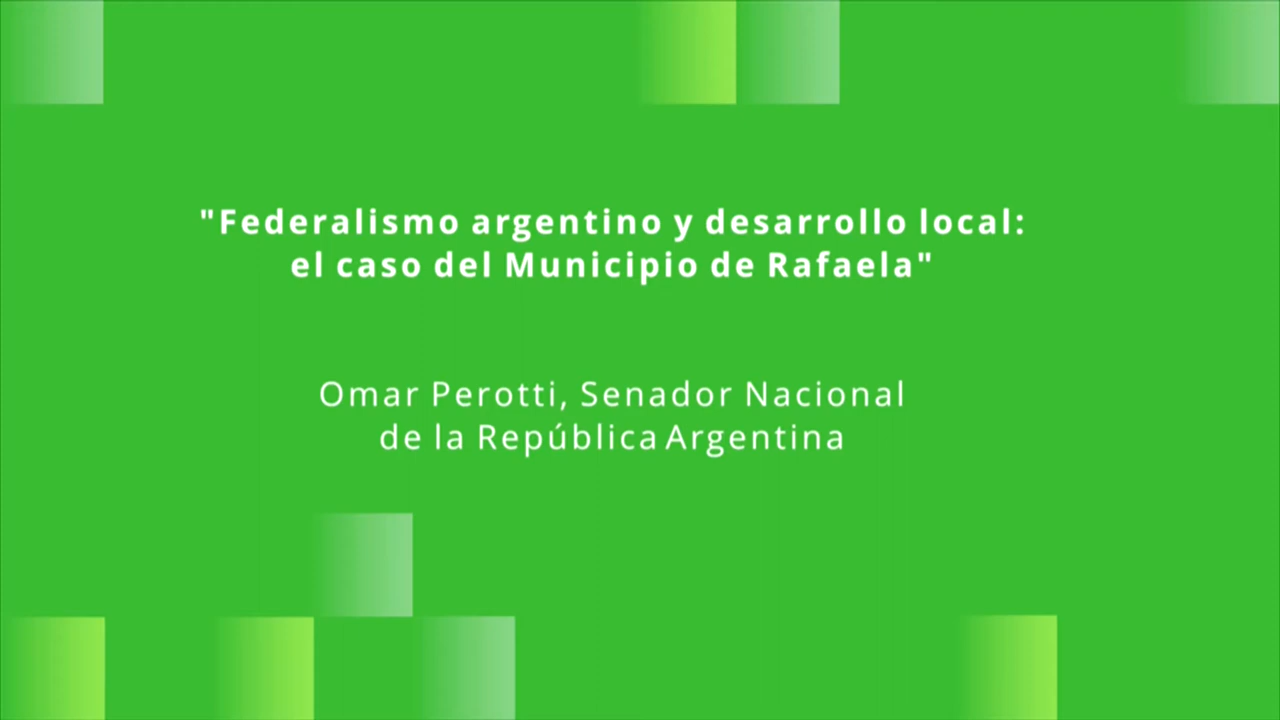 "Federalismo argentino y desarrollo local:
el caso del Municipio de Rafaela"
Omar Perotti, Senador Nacional
de la República Argentina